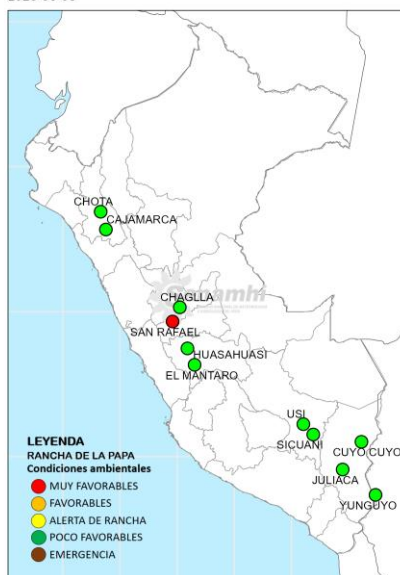 CHOTA
CAJAMARCA
CHAGLLA
SAN RAFAEL
HUASAHUASI
EL MANTARO
USI
SICUANI
CUYO CUYO
JULIACA
YUNGUYO
LEYENDA
RANCHA DE LA PAPA
Condiciones ambientales
MUY FAVORABLES
FAVORABLES
ALERTA DE RANCHA
POCO FAVORABLES
EMERGENCIA